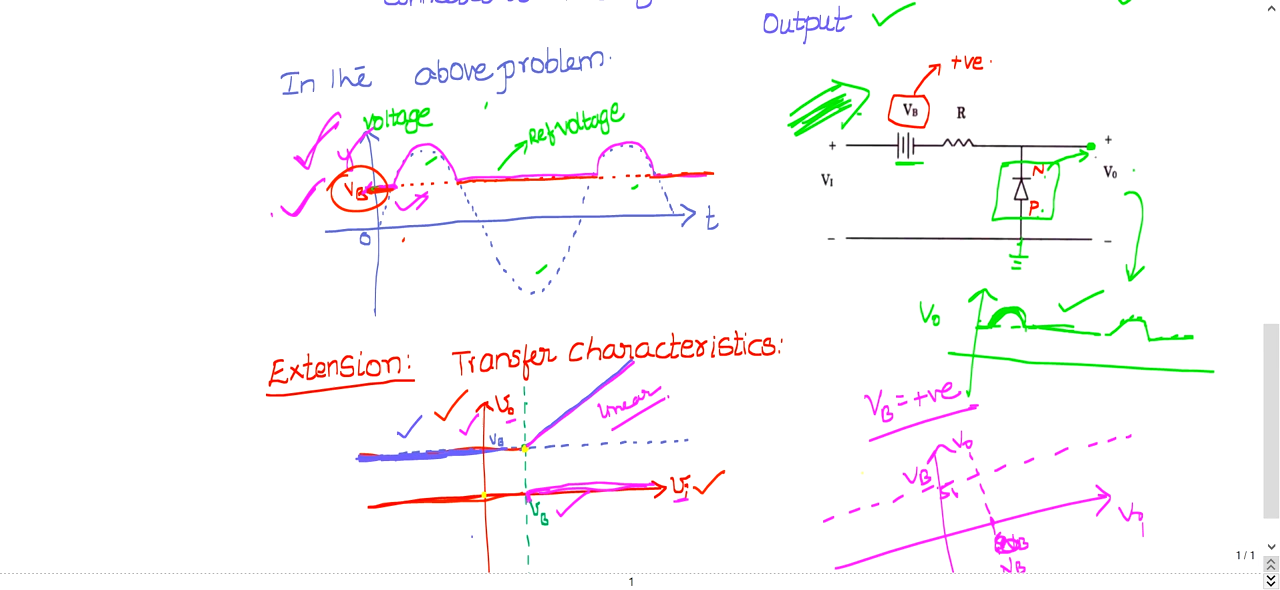 Output
In the above problem.
Voltage
Ref voltage
VB
0
t
+ve.
VB
R
+
+
N.
P.
VI
V0
−
−
V0
Extension: Transfer characteristics:
V0
VB
Linear
Vi
VB
VB=+ve
V0
VB
Vi
VB
1 / 1
1